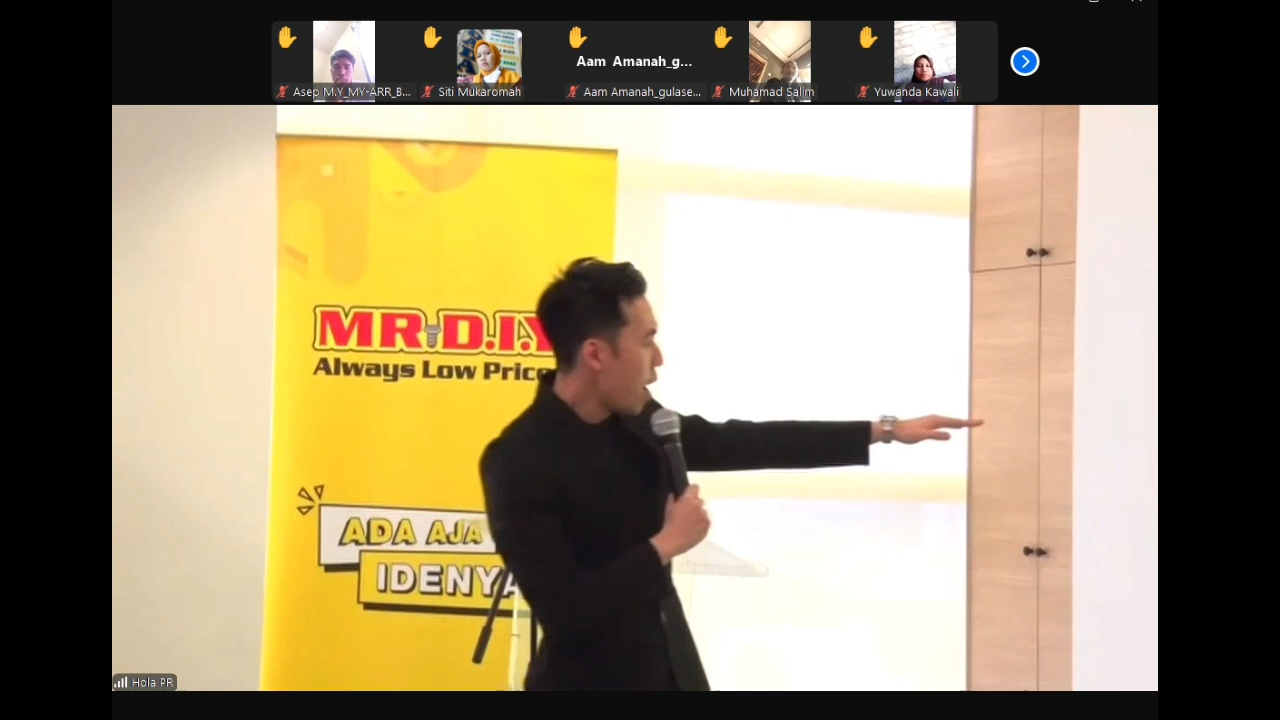 Aam Amanah_g...
Asep M.Y_MY-ARR_B...
Siti Mukaromah
Aam Amanah_gulase...
Muhamad Salim
Yuwanda Kawali
MR D.I.Y
Always Low Price
ADA AJA
IDENYA
Hola PR